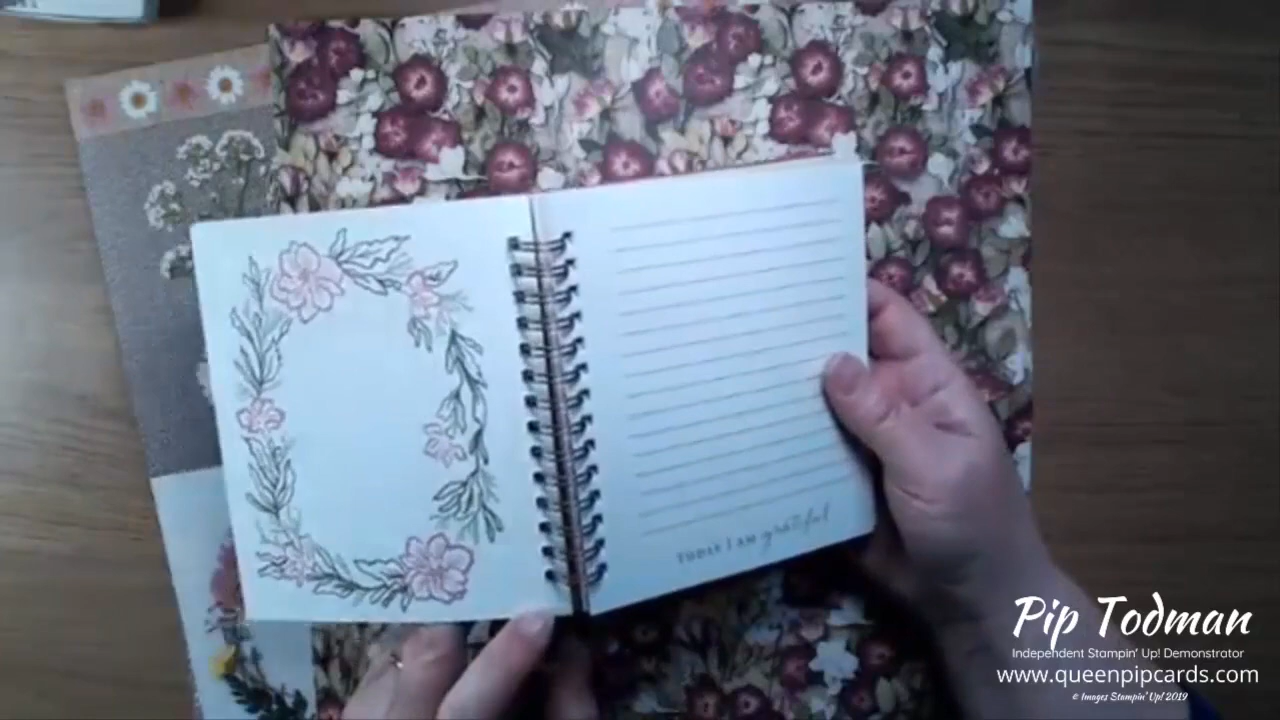 TODAY I AM grateful
Pip Todman
Independent Stampin' Up! Demonstrator
www.queenpipcards.com
© Images Stampin' Up! 2019